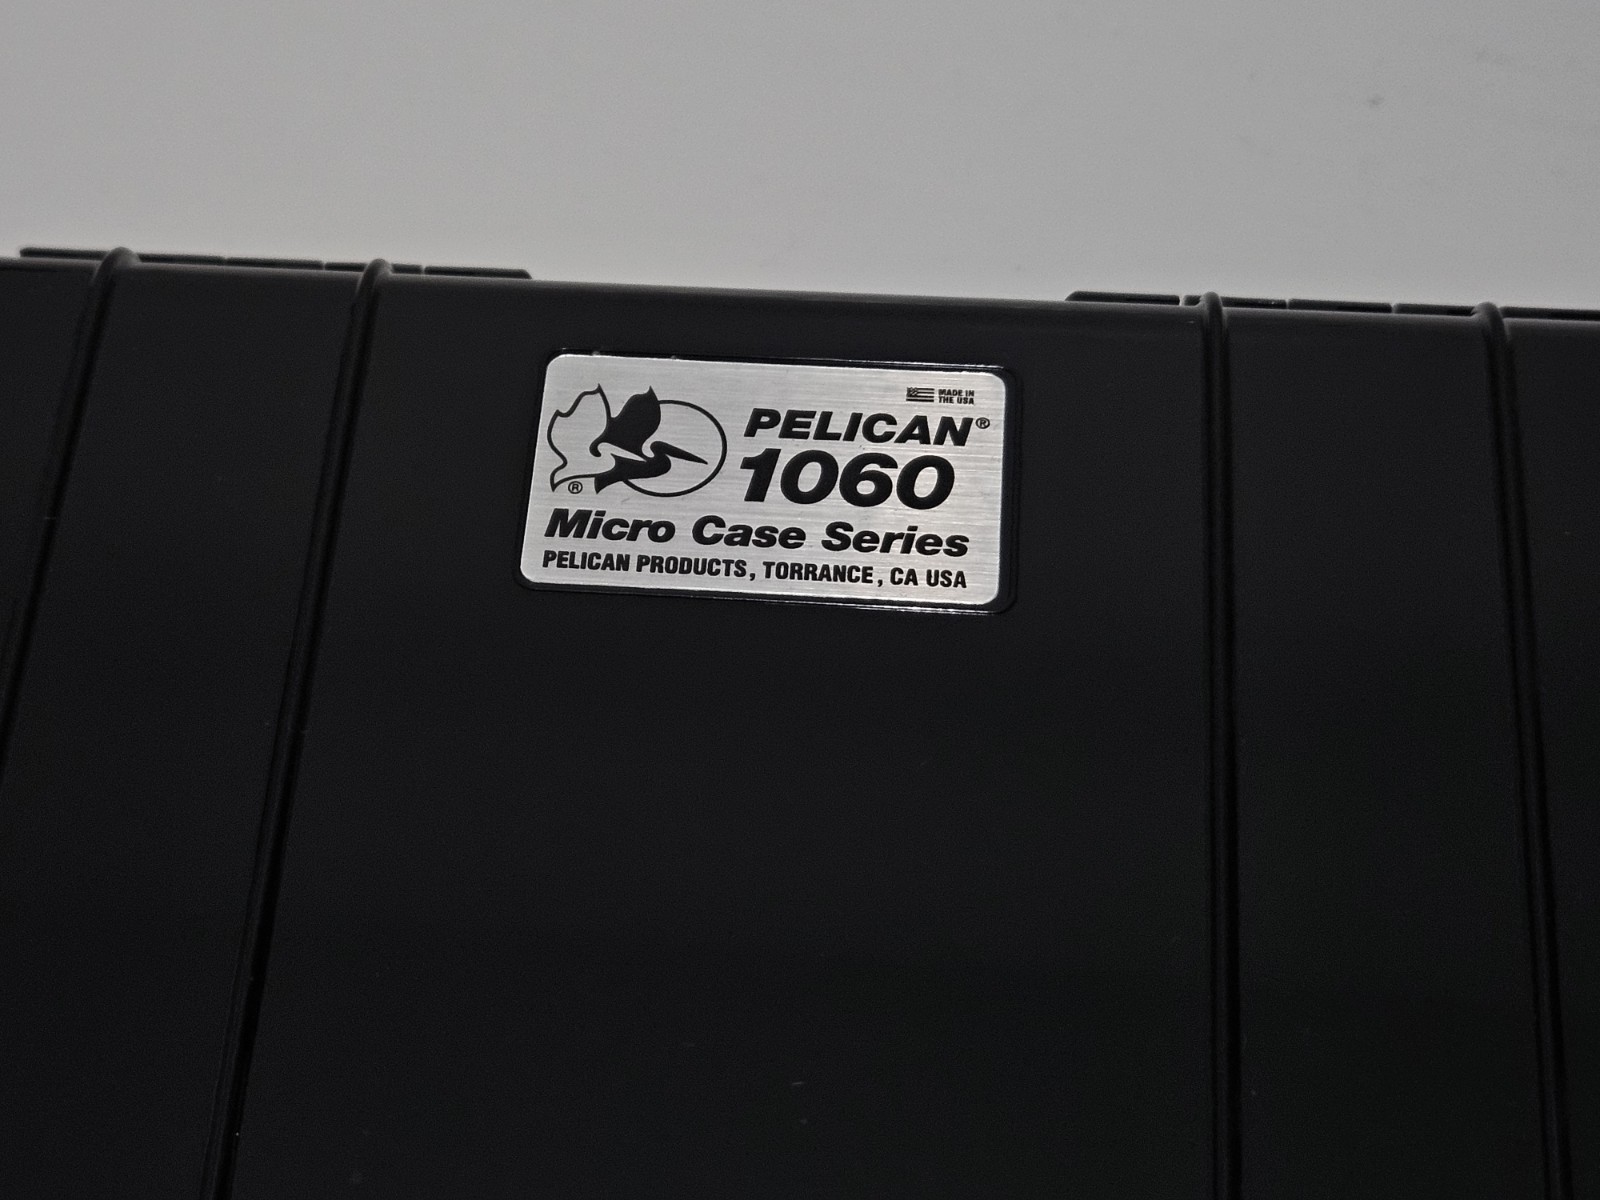 MADE IN
THE USA
PELICAN®
1060
®
Micro Case Series
PELICAN PRODUCTS, TORRANCE, CA USA